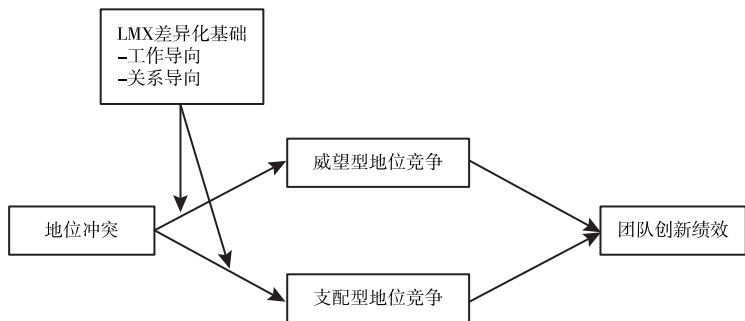 LMX差异化基础
-工作导向
-关系导向
威望型地位竞争
地位冲突
团队创新绩效
支配型地位竞争